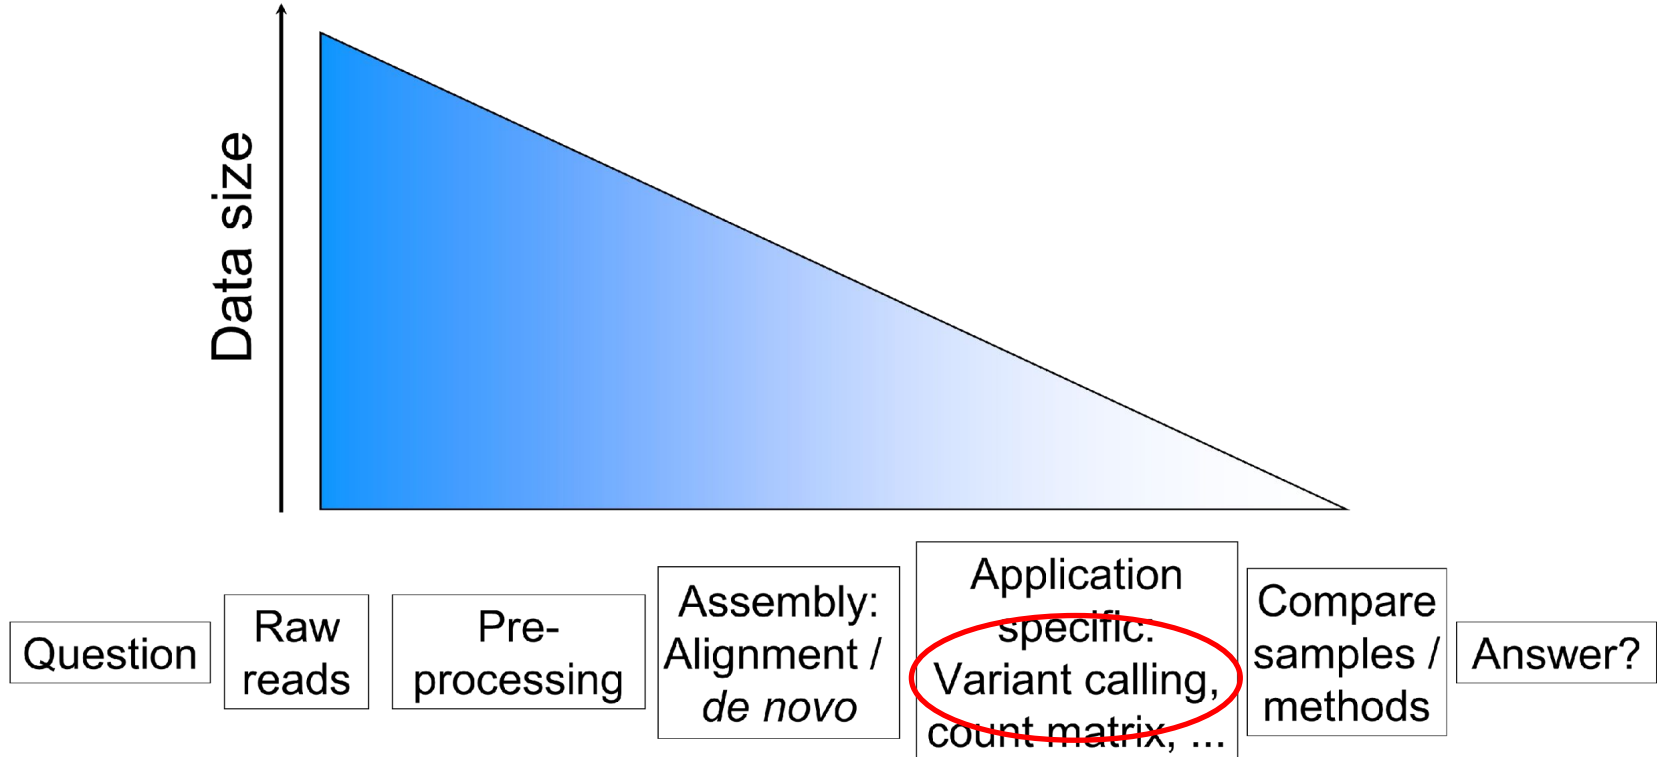 Data size
Question
Raw
reads
Pre-
processing
Assembly:
Alignment /
de novo
Application
specific:
Variant calling,
count matrix, ...
Compare
samples /
methods
Answer?